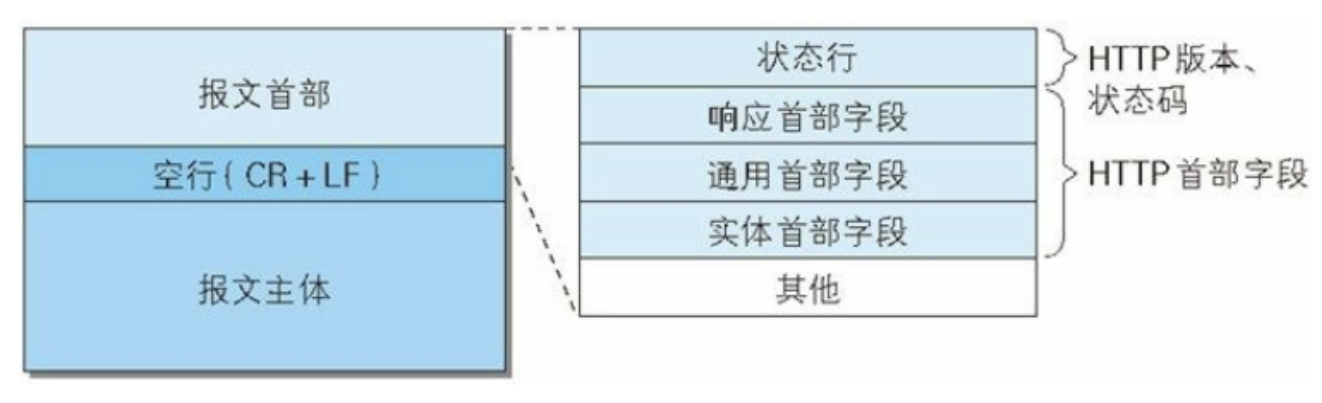 报文首部
空行（CR+LF）
报文主体
状态行
响应首部字段
通用首部字段
实体首部字段
其他
HTTP版本、
状态码
HTTP首部字段